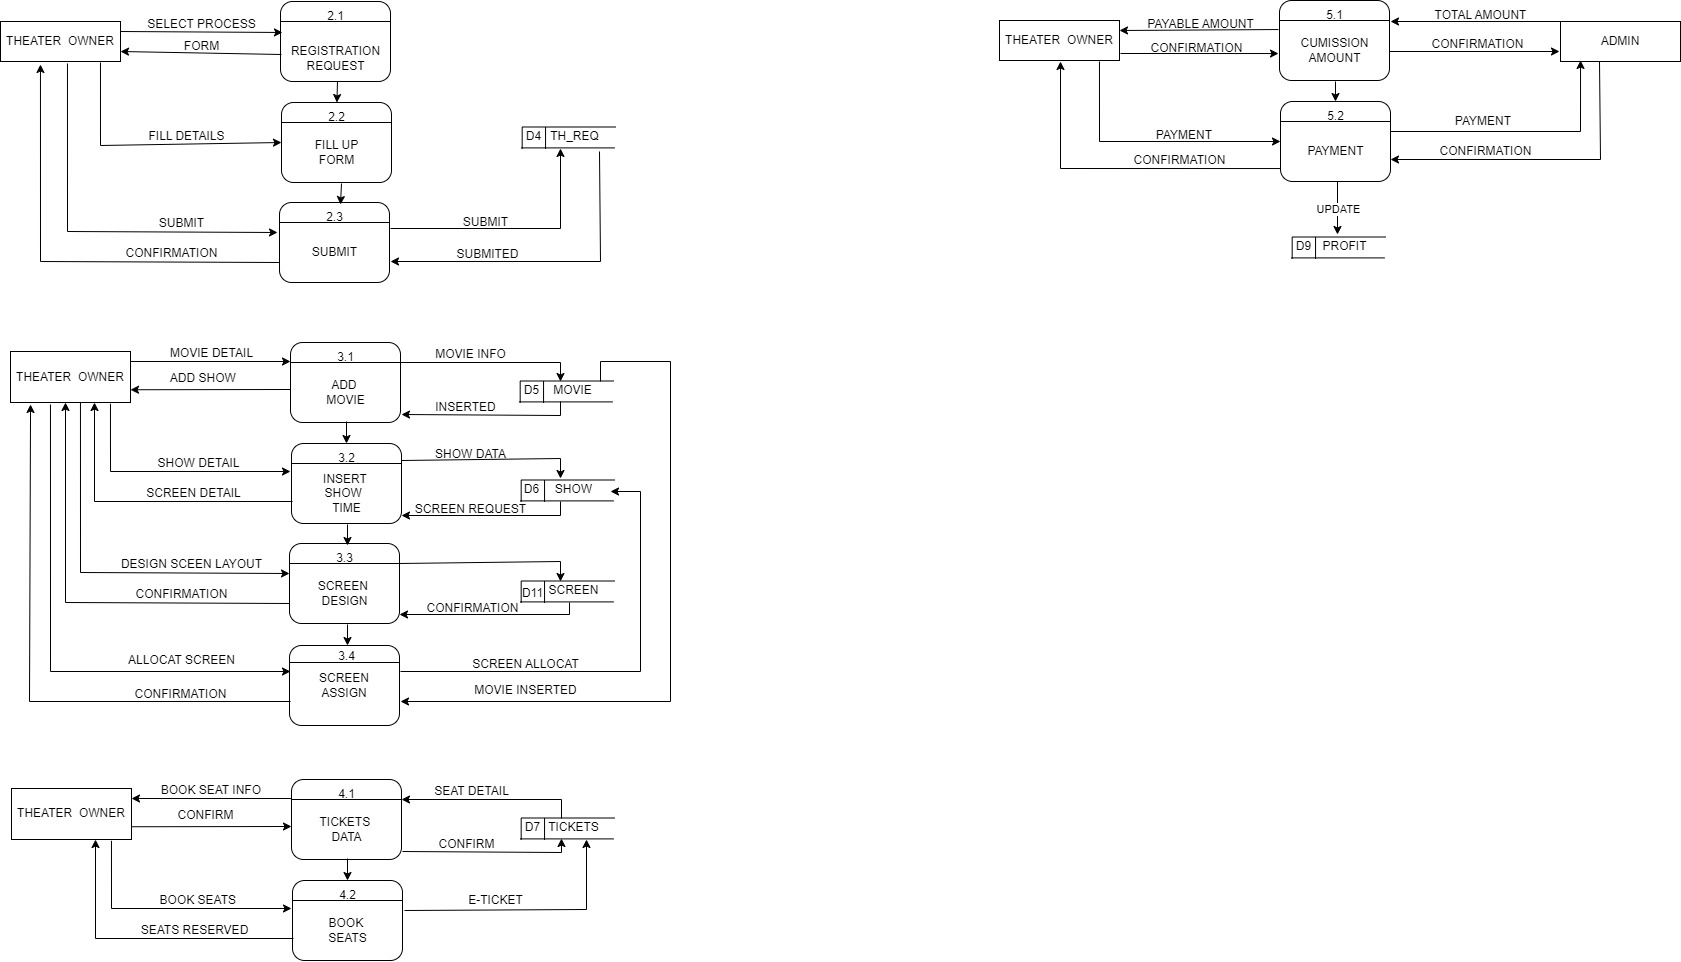 2.1
SELECT PROCESS
THEATER OWNER
FORM
REGISTRATION
REQUEST
2.2
FILL DETAILS
FILL UP
FORM
D4 TH_REQ
2.3
SUBMIT
SUBMIT
CONFIRMATION
SUBMIT
SUBMITED
5.1
PAYABLE AMOUNT
TOTAL AMOUNT
THEATER OWNER
CONFIRMATION
CUMISSION
AMOUNT
CONFIRMATION
ADMIN
5.2
PAYMENT
PAYMENT
PAYMENT
CONFIRMATION
CONFIRMATION
UPDATE
D9 PROFIT
3.1
MOVIE DETAIL
MOVIE INFO
THEATER OWNER
ADD SHOW
ADD
MOVIE
D5 MOVIE
INSERTED
3.2
SHOW DETAIL
SHOW DATA
INSERT
SHOW
TIME
SCREEN DETAIL
D6 SHOW
SCREEN REQUEST
3.3
DESIGN SCEEN LAYOUT
SCREEN
DESIGN
CONFIRMATION
D11 SCREEN
CONFIRMATION
3.4
ALLOCAT SCREEN
SCREEN ALLOCAT
SCREEN
ASSIGN
CONFIRMATION
MOVIE INSERTED
4.1
BOOK SEAT INFO
SEAT DETAIL
THEATER OWNER
CONFIRM
TICKETS
DATA
D7 TICKETS
CONFIRM
4.2
BOOK SEATS
E-TICKET
BOOK
SEATS
SEATS RESERVED